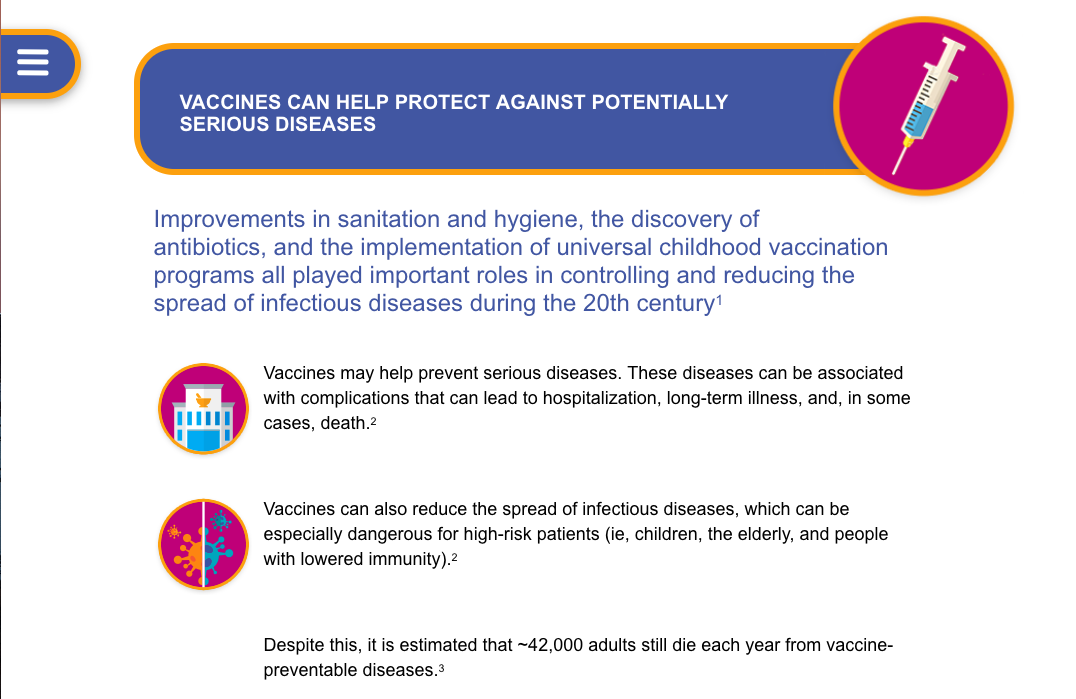 VACCINES CAN HELP PROTECT AGAINST POTENTIALLY
SERIOUS DISEASES
Improvements in sanitation and hygiene, the discovery of
antibiotics, and the implementation of universal childhood vaccination
programs all played important roles in controlling and reducing the
spread of infectious diseases during the 20th century¹
Vaccines may help prevent serious diseases. These diseases can be associated
with complications that can lead to hospitalization, long-term illness, and, in some
cases, death.²
Vaccines can also reduce the spread of infectious diseases, which can be
especially dangerous for high-risk patients (ie, children, the elderly, and people
with lowered immunity).²
Despite this, it is estimated that ~42,000 adults still die each year from vaccine-
preventable diseases.³